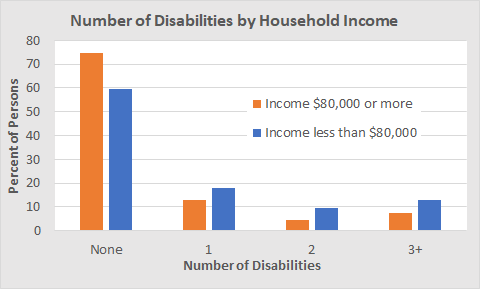 Number of Disabilities by Household Income
Percent of Persons
80
70
60
50
40
30
20
10
0
Income $80,000 or more
Income less than $80,000
None 1 2 3+
Number of Disabilities